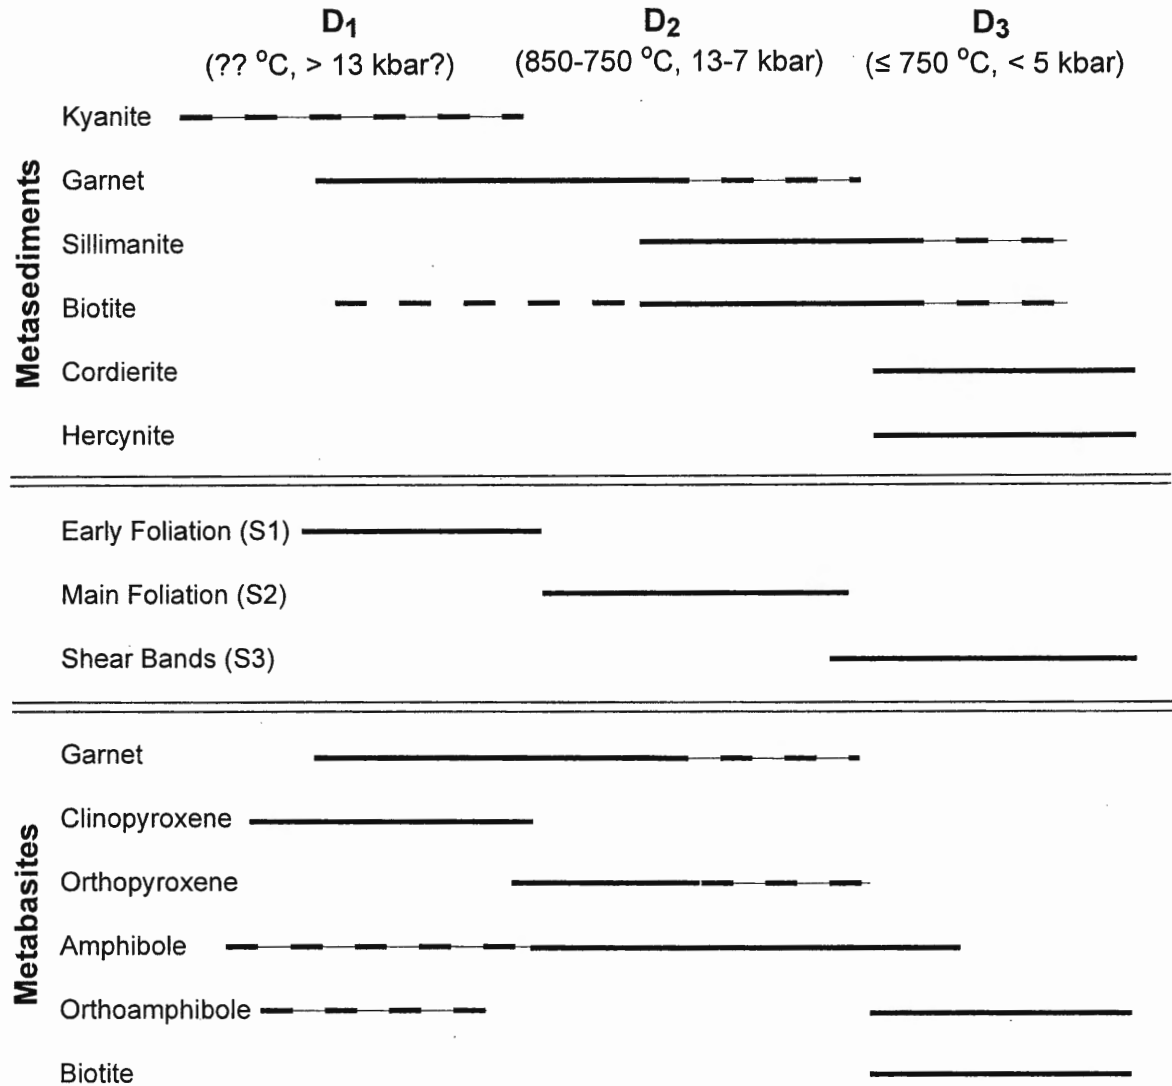 D1 D2 D3
(?? °C, > 13 kbar?) (850-750 °C, 13-7 kbar) (≤ 750 °C, < 5 kbar)
Metasediments
Kyanite
Garnet
Sillimanite
Biotite
Cordierite
Hercynite
Early Foliation (S1)
Main Foliation (S2)
Shear Bands (S3)
Metabasites
Garnet
Clinopyroxene
Orthopyroxene
Amphibole
Orthoamphibole
Biotite